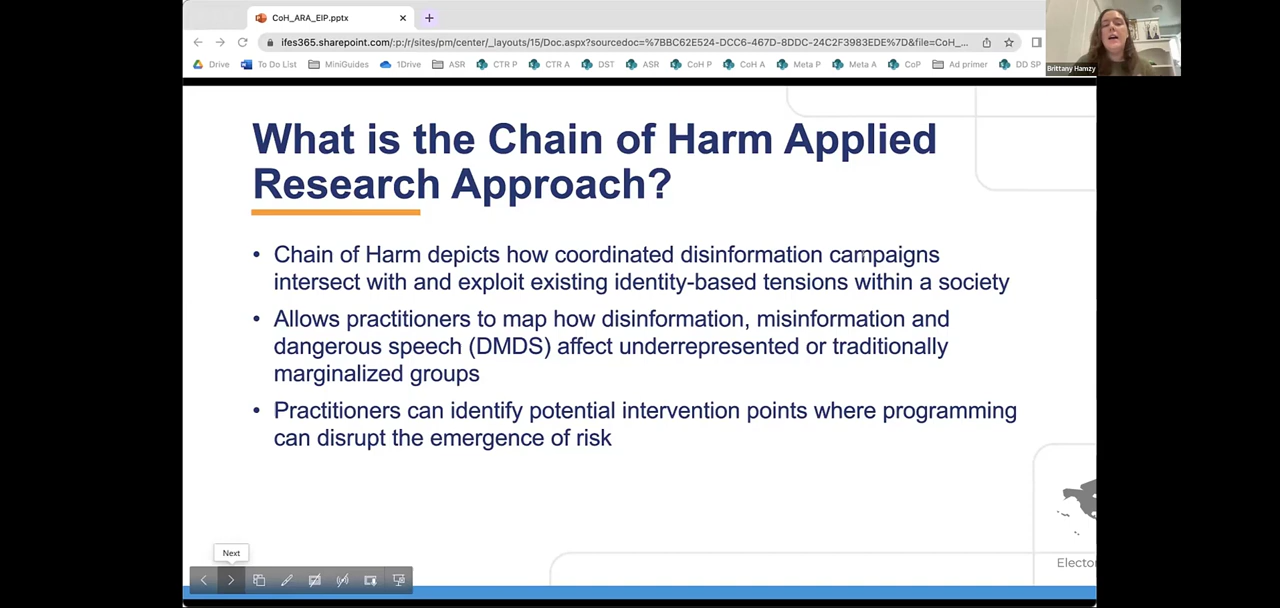 CoH_ARA_EIP.pptx
ifes365.sharepoint.com/:p:/r/sites/pm/center/_layouts/15/Doc.aspx?sourcedoc=%7BBC62E524-DCC6-467D-8DDC-24C2F3983EDE%7D&file=CoH_...
Drive To Do List MiniGuides 1Drive ASR CTR P CTR A DST ASR CoH P CoH A Meta P Meta A CoP Ad primer DD SP
Brittany Hamzy
What is the Chain of Harm Applied
Research Approach?
• Chain of Harm depicts how coordinated disinformation campaigns
intersect with and exploit existing identity-based tensions within a society
• Allows practitioners to map how disinformation, misinformation and
dangerous speech (DMDS) affect underrepresented or traditionally
marginalized groups
• Practitioners can identify potential intervention points where programming
can disrupt the emergence of risk
Next
Electo